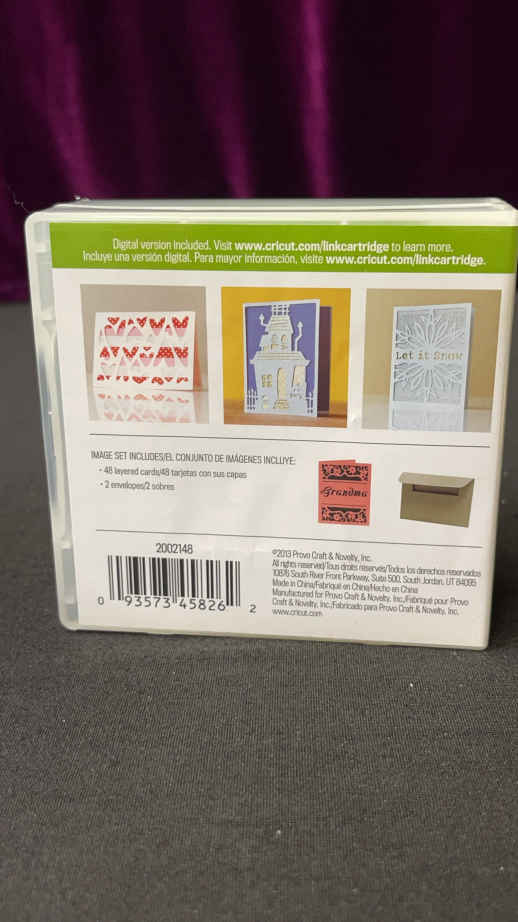 Digital version included. Visit www.cricut.com/linkcartridge to learn more.
Incluye una versión digital. Para mayor información, visite www.cricut.com/linkcartridge.
Let it Snow
IMAGE SET INCLUDES/EL CONJUNTO DE IMÁGENES INCLUYE:
• 48 layered cards/48 tarjetas con sus capas
• 2 envelopes/2 sobres
Grandma
2002148
0 93573 45826 2
©2013 Provo Craft & Novelty, Inc.
All rights reserved/Tous droits réservés/Todos los derechos reservados
10876 South River Front Parkway, Suite 500, South Jordan, UT 84095
Made in China/Fabriqué en China/Hecho en China
Manufactured for Provo Craft & Novelty, Inc./Fabriqué pour Provo
Craft & Novelty, Inc./Fabricado para Provo Craft & Novelty, Inc.
www.cricut.com